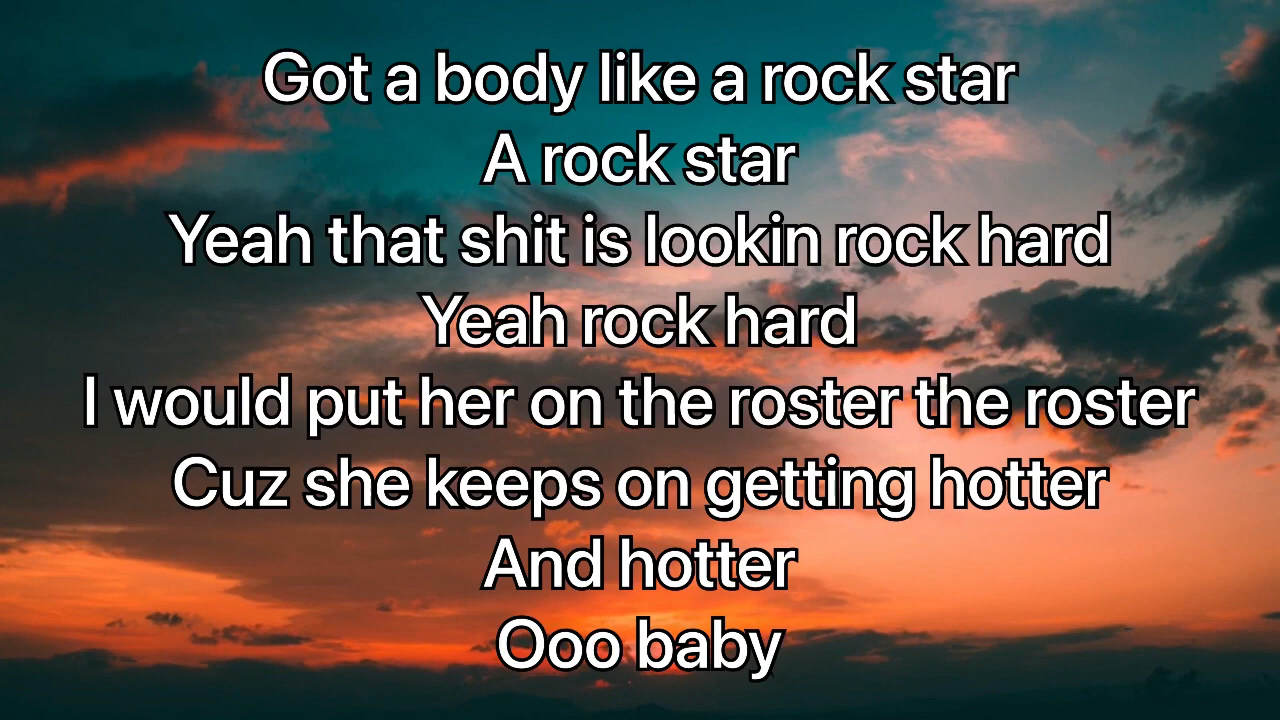 Got a body like a rock star
A rock star
Yeah that shit is lookin rock hard
Yeah rock hard
I would put her on the roster the roster
Cuz she keeps on getting hotter
And hotter
Ooo baby